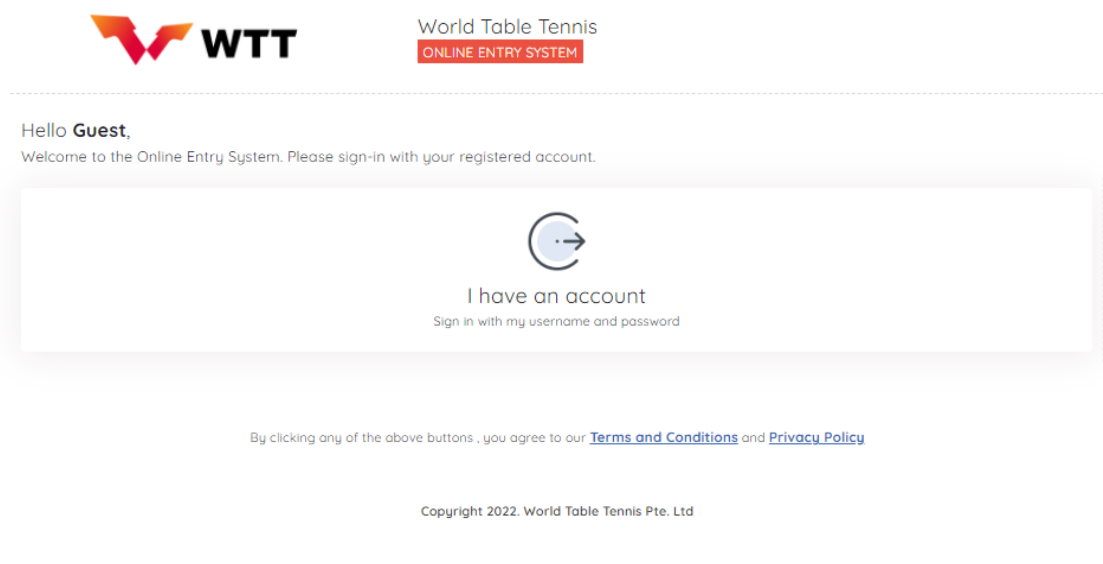 WTT
World Table Tennis
ONLINE ENTRY SYSTEM
Hello Guest,
Welcome to the Online Entry System. Please sign-in with your registered account.
I have an account
Sign in with my username and password
By clicking any of the above buttons , you agree to our Terms and Conditions and Privacy Policy
Copyright 2022. World Table Tennis Pte. Ltd